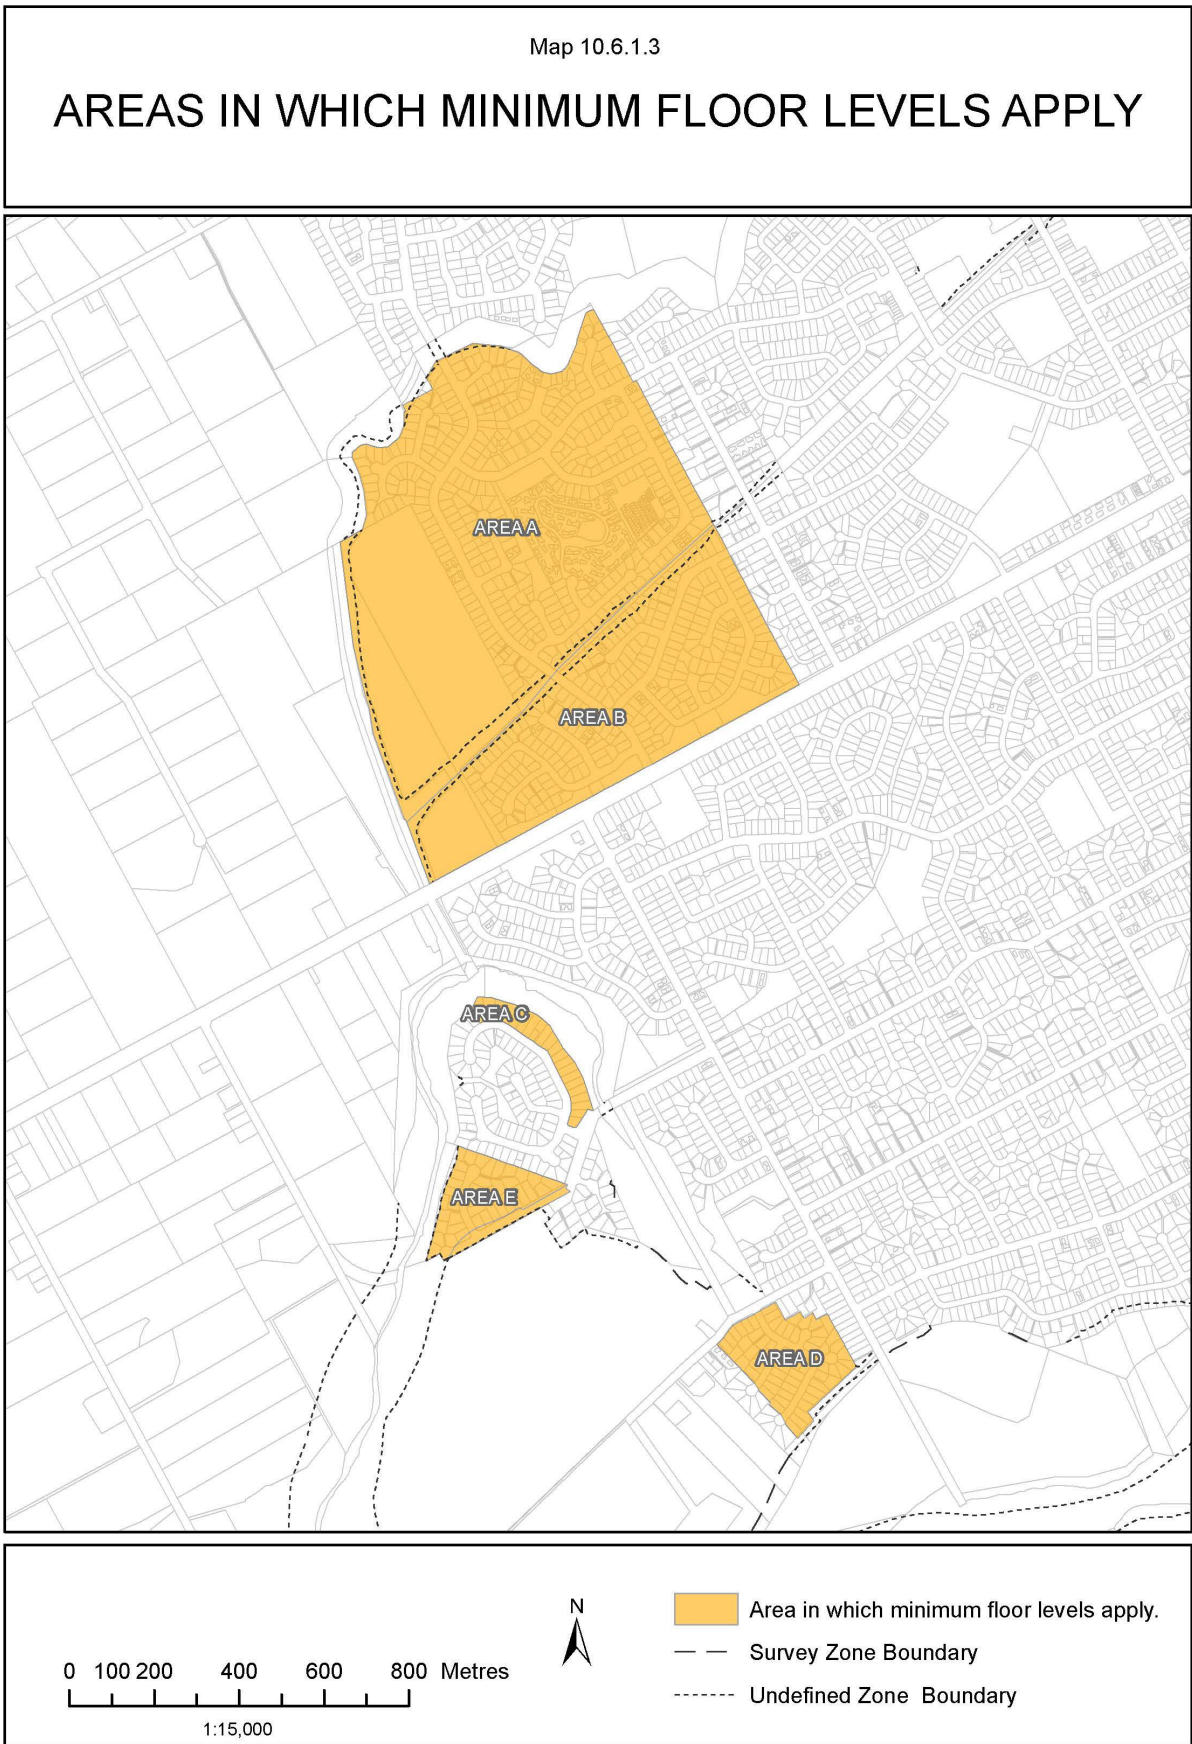 Map 10.6.1.3
AREAS IN WHICH MINIMUM FLOOR LEVELS APPLY
AREA A
AREA B
AREA C
AREA E
AREA D
N
Area in which minimum floor levels apply.
Survey Zone Boundary
Undefined Zone Boundary
0 100 200 400 600 800 Metres
1:15,000